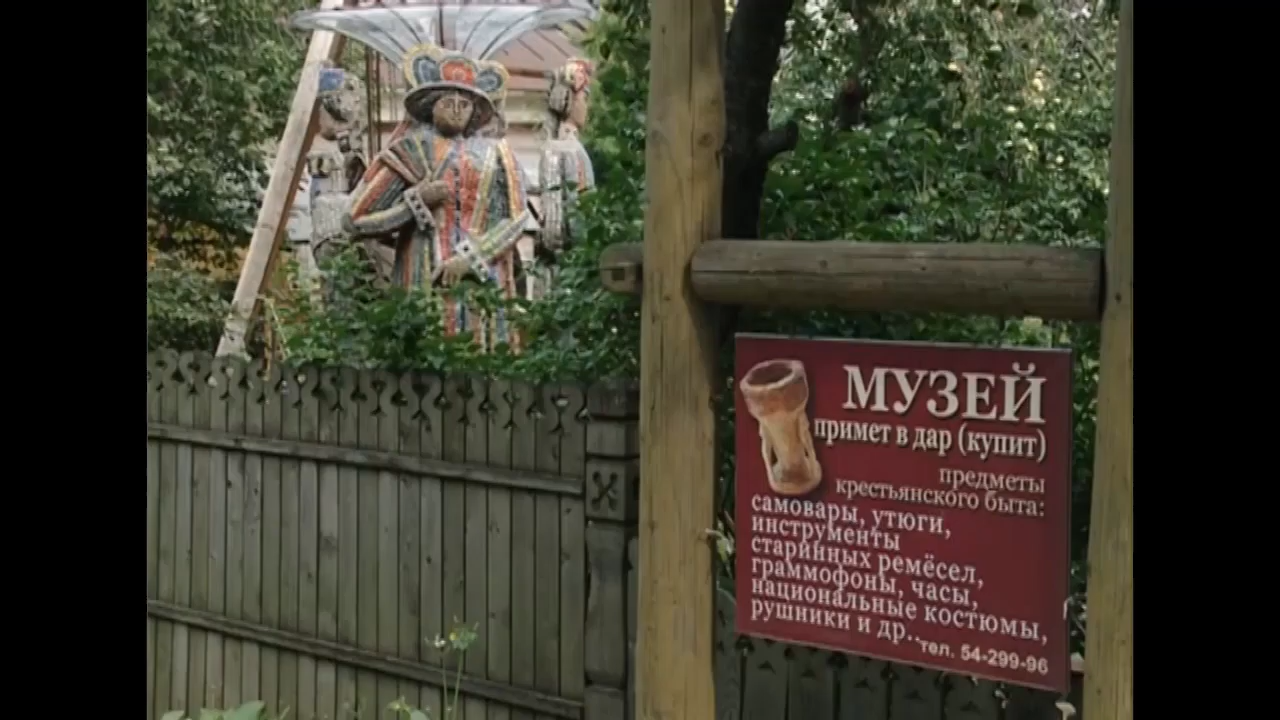 МУЗЕЙ
примет в дар (купит)
предметы
крестьянского быта:
самовары, утюги,
инструменты
старинных ремёсел,
граммофоны, часы,
национальные костюмы,
рушники и др..
тел. 54-299-96